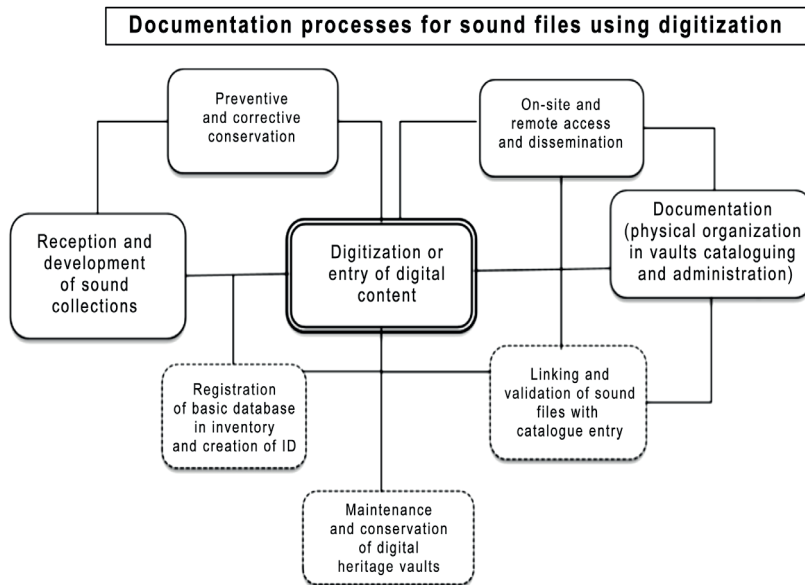 Documentation processes for sound files using digitization
Preventive
and corrective
conservation
On-site and
remote access
and dissemination
Reception and
development
of sound
collections
Digitization or
entry of digital
content
Documentation
(physical organization
in vaults cataloguing
and administration)
Registration
of basic database
in inventory
and creation of ID
Linking and
validation of sound
files with
catalogue entry
Maintenance
and conservation
of digital
heritage vaults